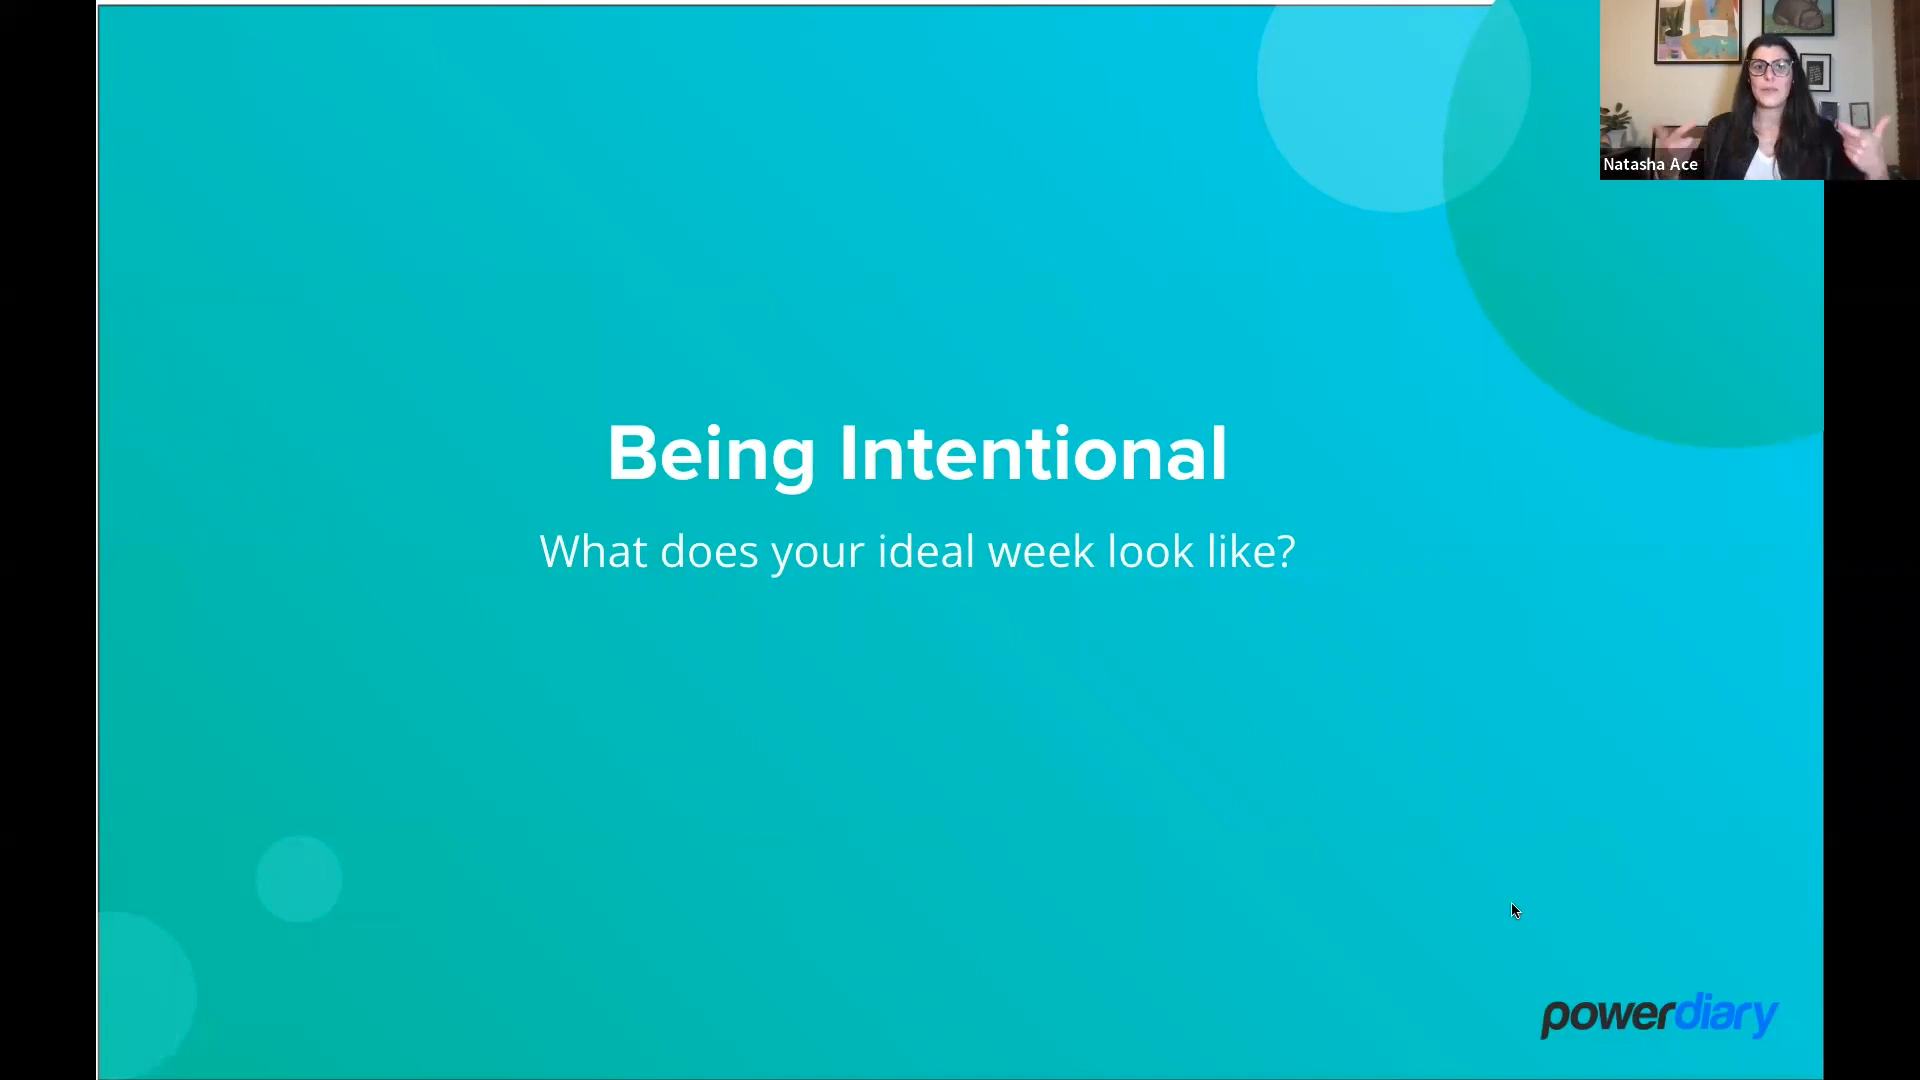 Natasha Ace
Being Intentional
What does your ideal week look like?
powerdiary